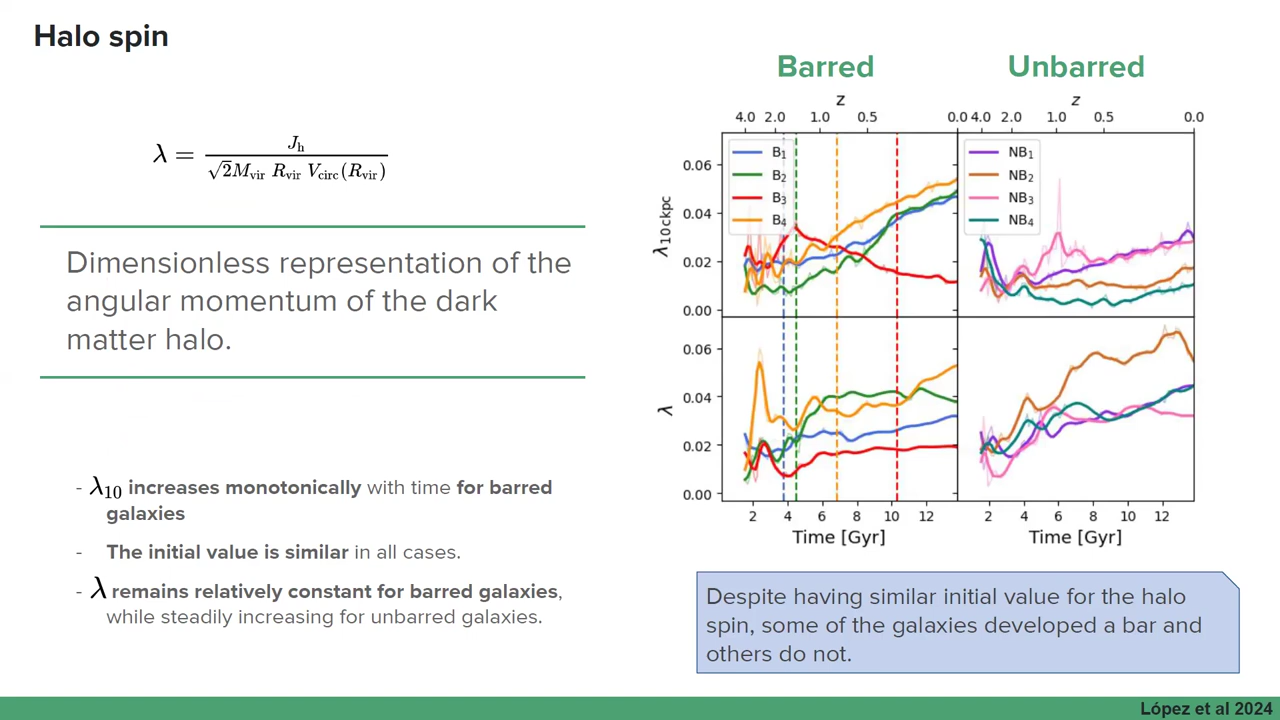 Halo spin
λ = J_h / √2 M_vir R_vir V_circ(R_vir)
Dimensionless representation of the
angular momentum of the dark
matter halo.
- λ10 increases monotonically with time for barred
galaxies
- The initial value is similar in all cases.
- λ remains relatively constant for barred galaxies,
while steadily increasing for unbarred galaxies.
Barred
Unbarred
z
z
4.0 2.0 1.0 0.5 0.0
4.0 2.0 1.0 0.5 0.0
B1
B2
B3
B4
NB1
NB2
NB3
NB4
λ10ckpc
0.06
0.04
0.02
0.00
λ
0.06
0.04
0.02
0.00
2 4 6 8 10 12
2 4 6 8 10 12
Time [Gyr]
Time [Gyr]
Despite having similar initial value for the halo
spin, some of the galaxies developed a bar and
others do not.
López et al 2024